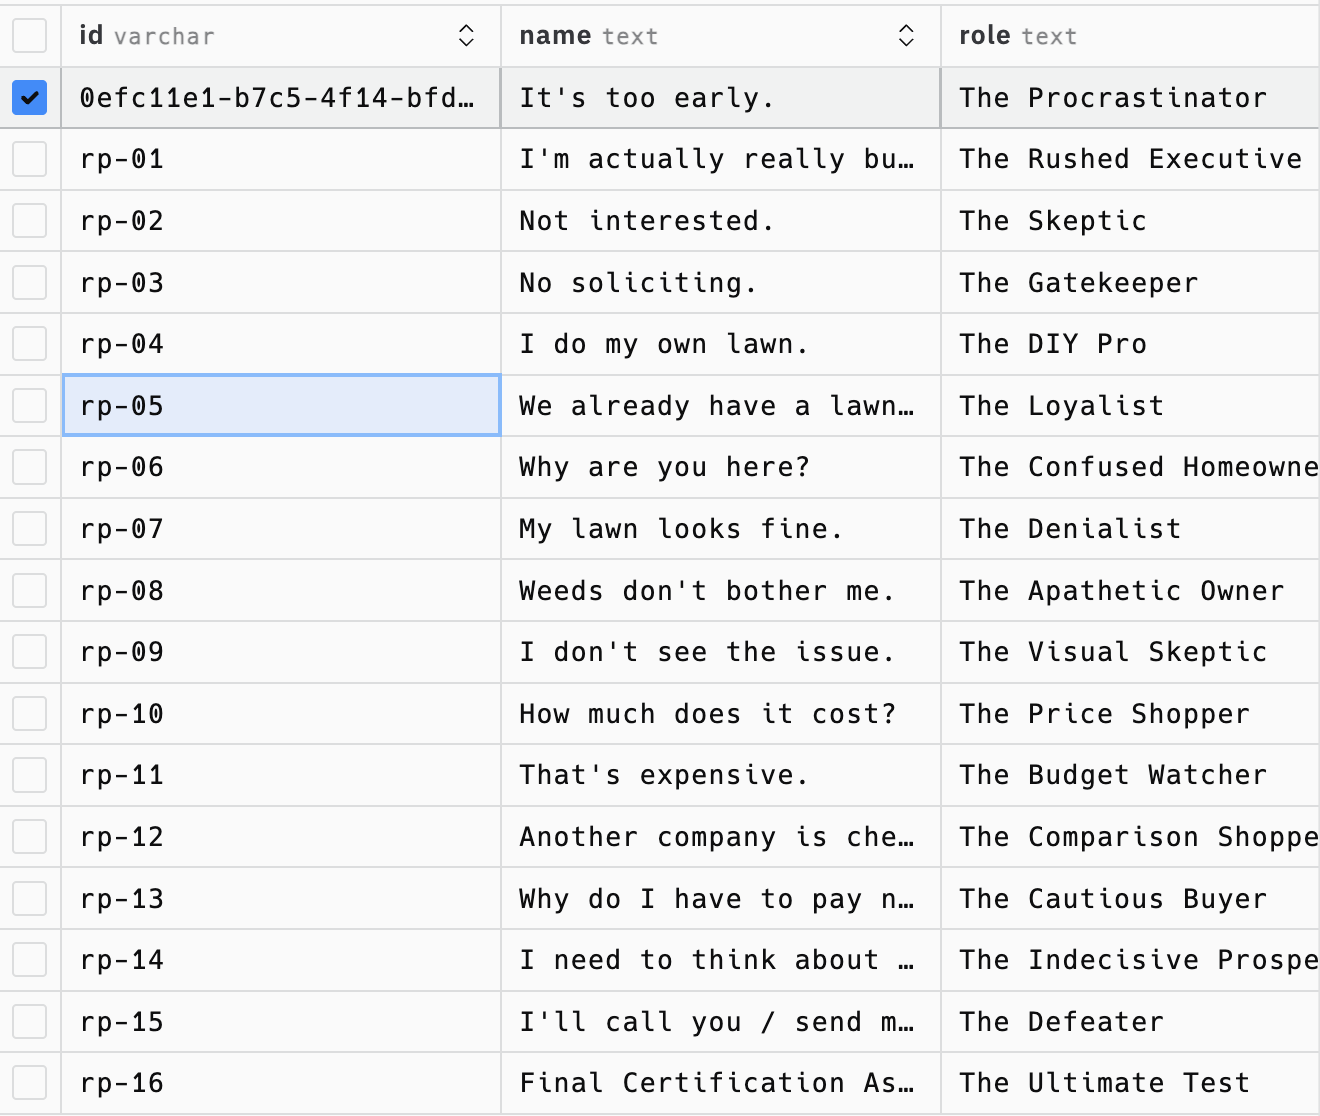 id varchar name text role text
0efc11e1-b7c5-4f14-bfd… It's too early. The Procrastinator
rp-01 I'm actually really bu… The Rushed Executive
rp-02 Not interested. The Skeptic
rp-03 No soliciting. The Gatekeeper
rp-04 I do my own lawn. The DIY Pro
rp-05 We already have a lawn… The Loyalist
rp-06 Why are you here? The Confused Homeowne
rp-07 My lawn looks fine. The Denialist
rp-08 Weeds don't bother me. The Apathetic Owner
rp-09 I don't see the issue. The Visual Skeptic
rp-10 How much does it cost? The Price Shopper
rp-11 That's expensive. The Budget Watcher
rp-12 Another company is che… The Comparison Shoppe
rp-13 Why do I have to pay n… The Cautious Buyer
rp-14 I need to think about … The Indecisive Prospe
rp-15 I'll call you / send m… The Defeater
rp-16 Final Certification As… The Ultimate Test